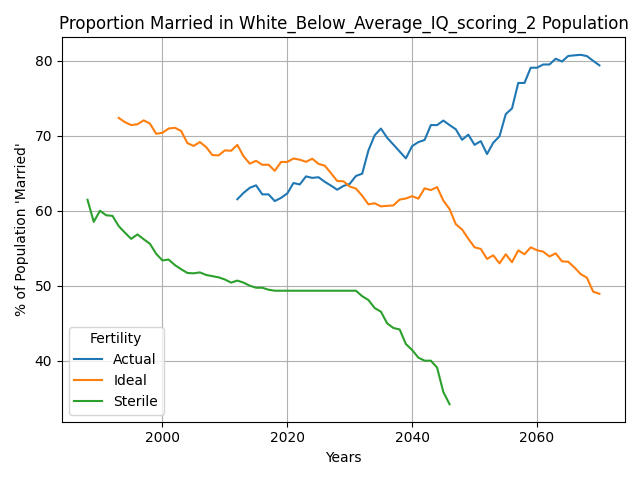 Proportion Married in White_Below_Average_IQ_scoring_2 Population
% of Population 'Married'
80
70
60
50
40
Fertility
Actual
Ideal
Sterile
2000
2020
2040
2060
Years